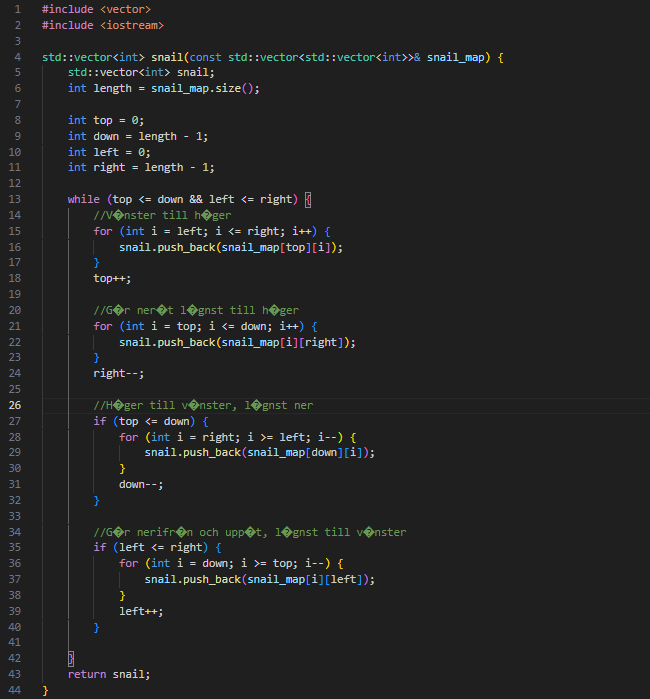 1 #include <vector>
2 #include <iostream>
3
4 std::vector<int> snail(const std::vector<std::vector<int>>& snail_map) {
5     std::vector<int> snail;
6     int length = snail_map.size();
7
8     int top = 0;
9     int down = length - 1;
10     int left = 0;
11     int right = length - 1;
12
13     while (top <= down && left <= right) {
14         //V�nster till h�ger
15         for (int i = left; i <= right; i++) {
16             snail.push_back(snail_map[top][i]);
17         }
18         top++;
19
20         //G�r ner�t l�gnst till h�ger
21         for (int i = top; i <= down; i++) {
22             snail.push_back(snail_map[i][right]);
23         }
24         right--;
25
26         //H�ger till v�nster, l�gnst ner
27         if (top <= down) {
28             for (int i = right; i >= left; i--) {
29                 snail.push_back(snail_map[down][i]);
30             }
31             down--;
32         }
33
34         //G�r nerifr�n och upp�t, l�gnst till v�nster
35         if (left <= right) {
36             for (int i = down; i >= top; i--) {
37                 snail.push_back(snail_map[i][left]);
38             }
39             left++;
40         }
41
42     }
43     return snail;
44 }